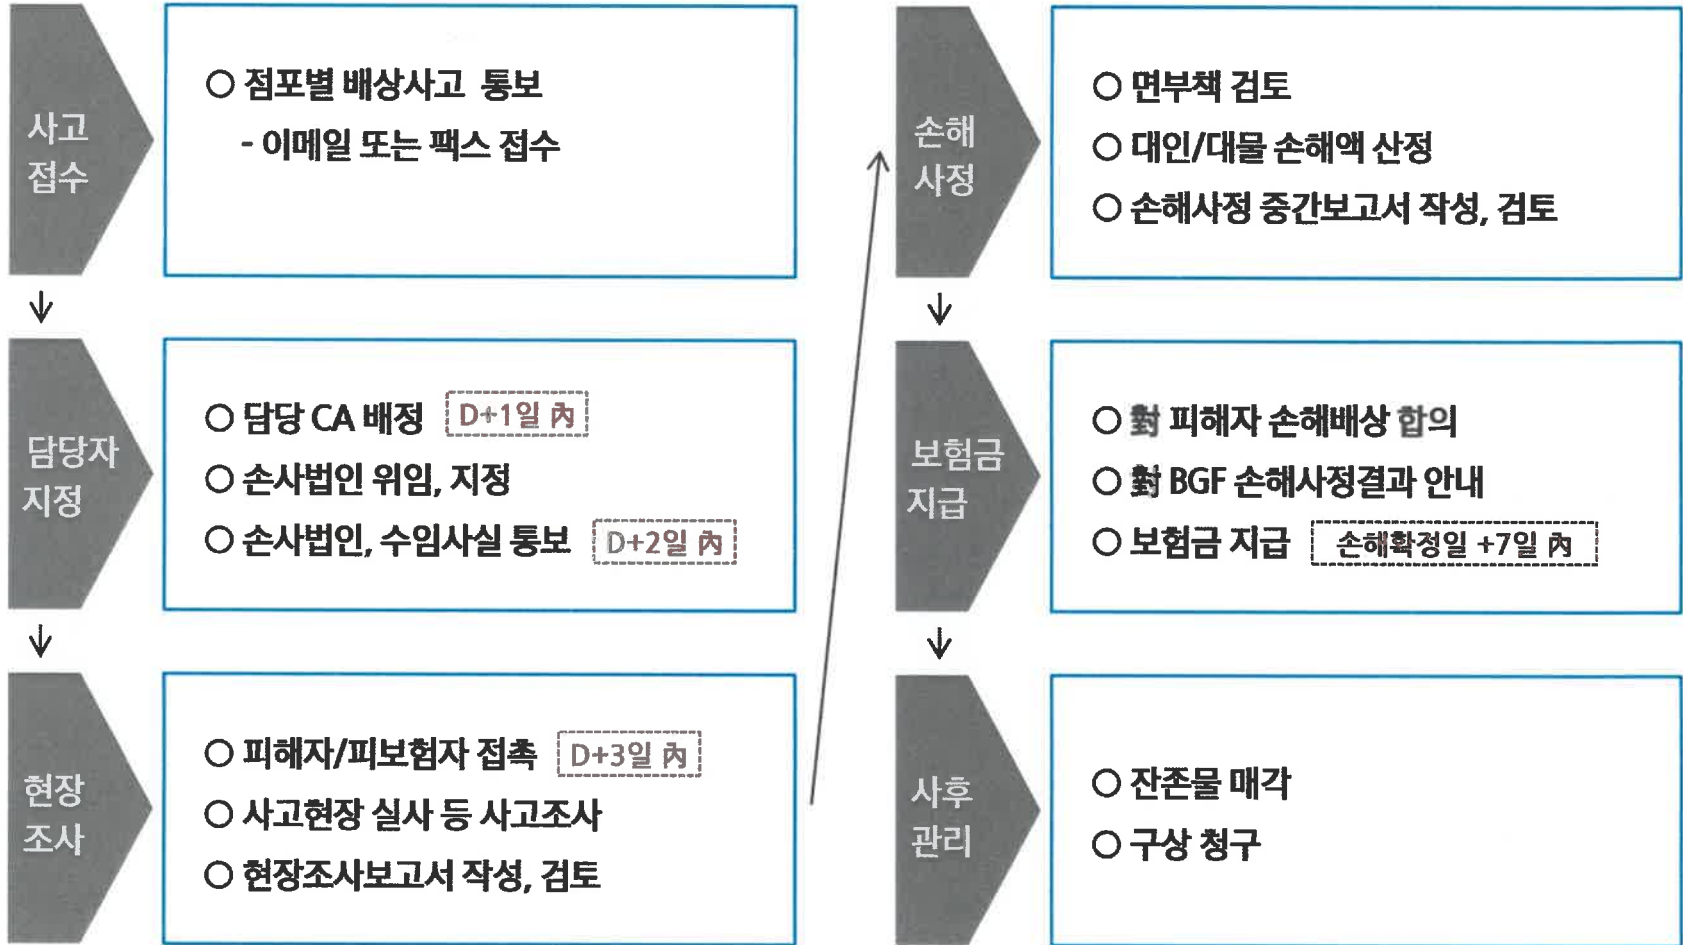 사고
접수
○ 점포별 배상사고 통보
- 이메일 또는 팩스 접수
담당자
지정
○ 담당 CA 배정 D+1일 內
○ 손사법인 위임, 지정
○ 손사법인, 수임사실 통보 D+2일 內
현장
조사
○ 피해자/피보험자 접촉 D+3일 內
○ 사고현장 실사 등 사고조사
○ 현장조사보고서 작성, 검토
손해
사정
○ 면부책 검토
○ 대인/대물 손해액 산정
○ 손해사정 중간보고서 작성, 검토
보험금
지급
○ 對 피해자 손해배상 합의
○ 對 BGF 손해사정결과 안내
○ 보험금 지급 손해확정일 +7일 內
사후
관리
○ 잔존물 매각
○ 구상 청구